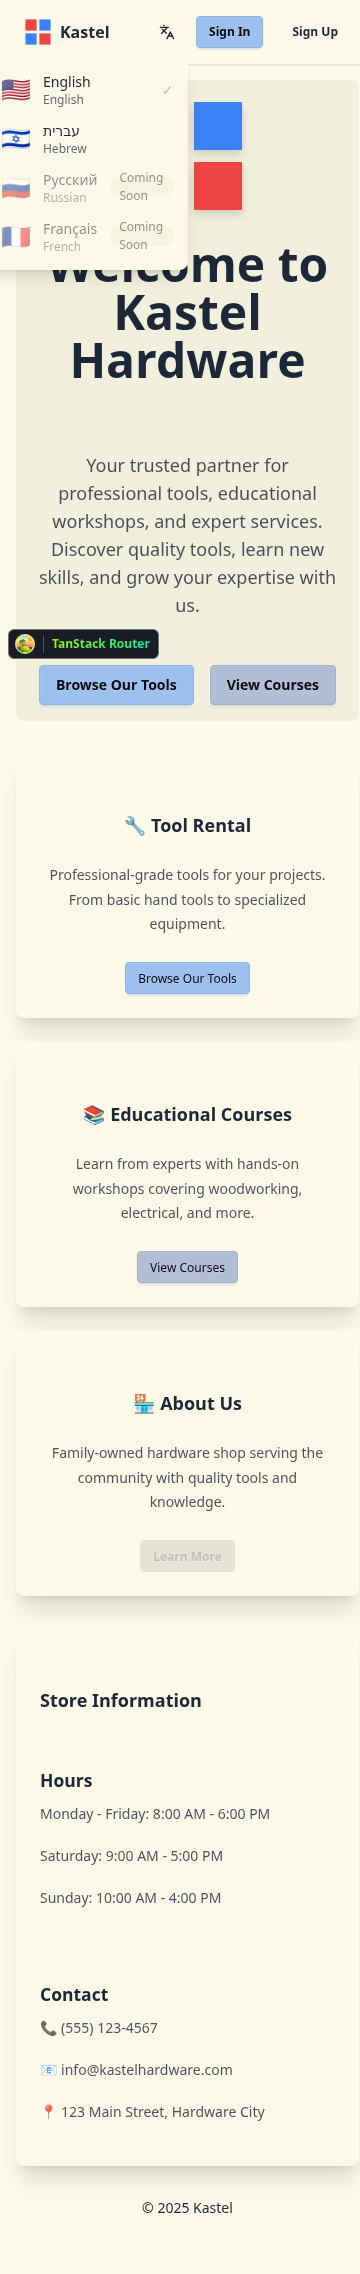 Kastel
Sign In
Sign Up
English
English
✓
עברית
Hebrew
Русский
Russian
Coming
Soon
Français
French
Coming
Soon
Welcome to
Kastel
Hardware
Your trusted partner for
professional tools, educational
workshops, and expert services.
Discover quality tools, learn new
skills, and grow your expertise with
us.
TanStack Router
Browse Our Tools
View Courses
🔧 Tool Rental
Professional-grade tools for your projects.
From basic hand tools to specialized
equipment.
Browse Our Tools
📚 Educational Courses
Learn from experts with hands-on
workshops covering woodworking,
electrical, and more.
View Courses
🏪 About Us
Family-owned hardware shop serving the
community with quality tools and
knowledge.
Learn More
Store Information
Hours
Monday - Friday: 8:00 AM - 6:00 PM
Saturday: 9:00 AM - 5:00 PM
Sunday: 10:00 AM - 4:00 PM
Contact
📞 (555) 123-4567
📧 info@kastelhardware.com
📍 123 Main Street, Hardware City
© 2025 Kastel